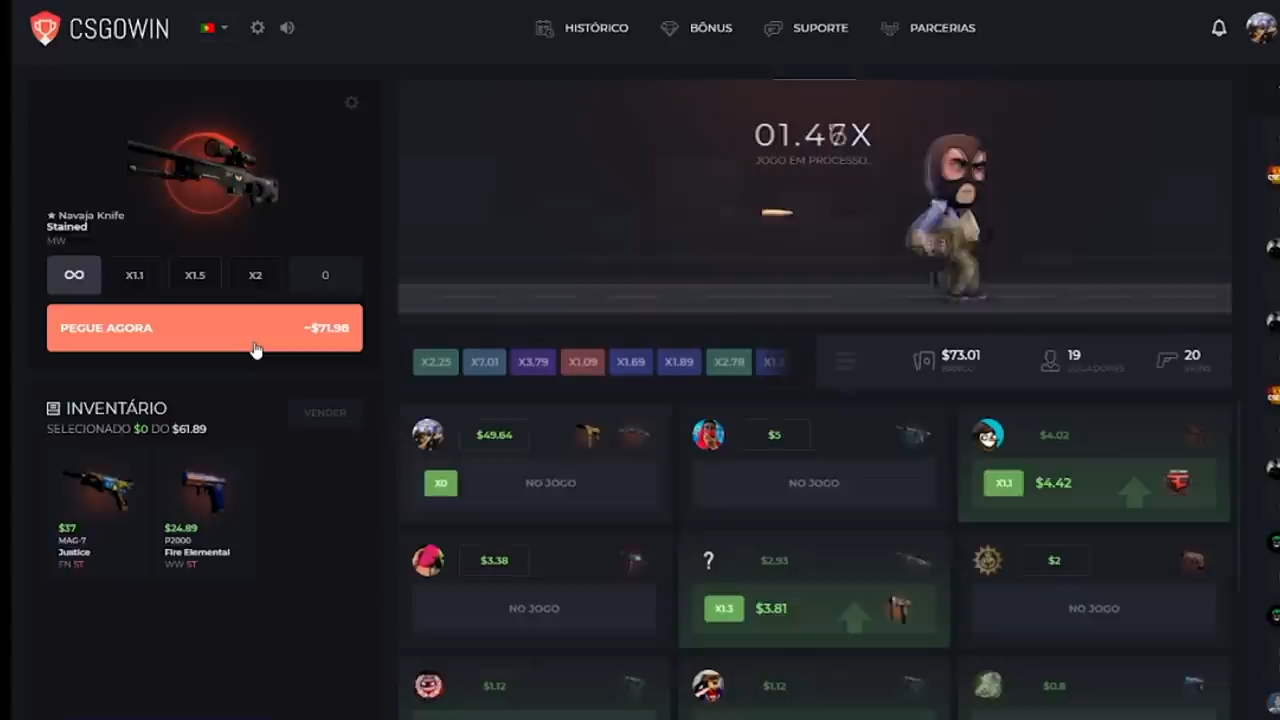 CSGOWIN
HISTÓRICO
BÔNUS
SUPORTE
PARCERIAS
★ Navaja Knife
Stained
MW
∞
X1.1
X1.5
X2
0
PEGUE AGORA
~$71.98
JOGO EM PROCESSO...
X2.25
X7.01
X3.79
X1.09
X1.69
X1.89
X2.78
$73.01
BANCO
19
JOGADORES
20
SKINS
INVENTÁRIO
SELECIONADO $0 DO $61.89
VENDER
$37
MAG-7
Justice
FN ST
$24.89
P2000
Fire Elemental
WW ST
$49.64
X0
NO JOGO
$5
NO JOGO
$4.02
X1.1
$4.42
$3.38
NO JOGO
?
$2.93
X1.3
$3.81
$2
NO JOGO
$1.12
$1.12
$0.8